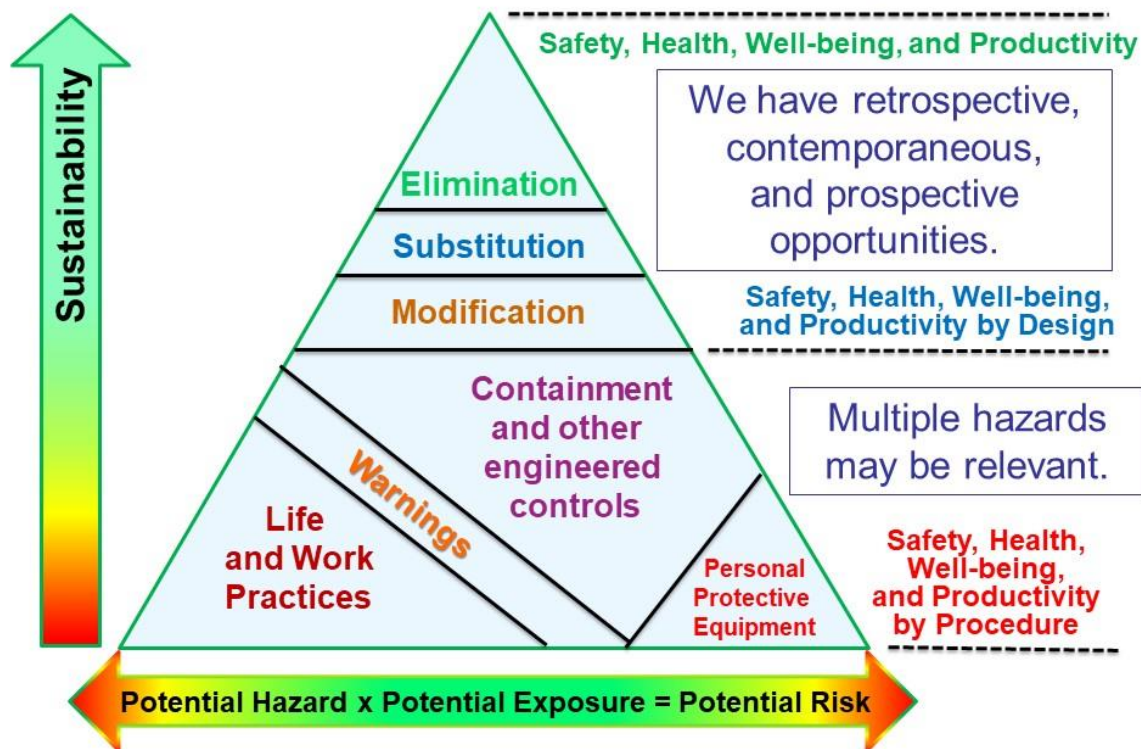 Sustainability
Safety, Health, Well-being, and Productivity
We have retrospective,
contemporaneous,
and prospective
opportunities.
Elimination
Substitution
Modification
Safety, Health, Well-being,
and Productivity by Design
Containment
and other
engineered
controls
Multiple hazards
may be relevant.
Warnings
Life
and Work
Practices
Personal
Protective
Equipment
Safety, Health,
Well-being,
and Productivity
by Procedure
Potential Hazard x Potential Exposure = Potential Risk